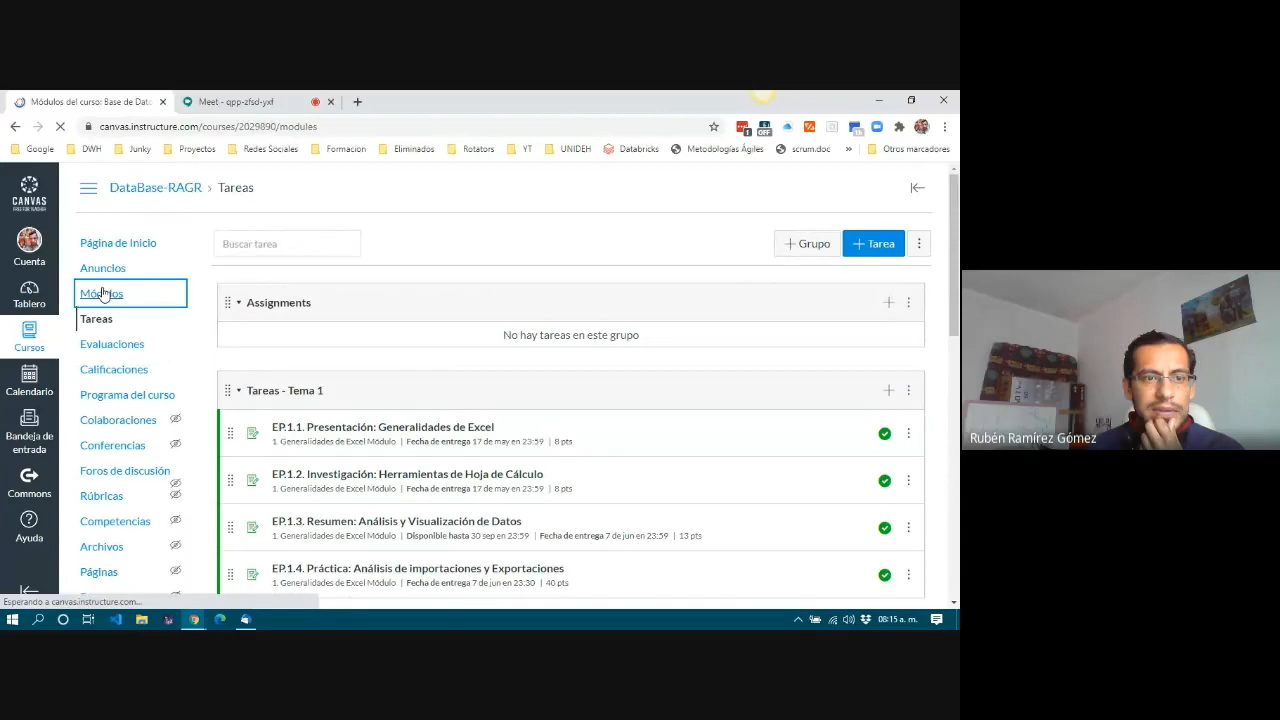 Módulos del curso: Base de Dato
Meet - qpp-zfsd-yxf
canvas.instructure.com/courses/2029890/modules
Google
DWH
Junky
Proyectos
Redes Sociales
Formacion
Eliminados
Rotators
YT
UNIDEH
Databricks
Metodologías Ágiles
scrum.doc
»
Otros marcadores
CANVAS
Cuenta
Tablero
Cursos
Calendario
Bandeja de
entrada
Commons
Ayuda
DataBase-RAGR › Tareas
Página de Inicio
Anuncios
Módulos
Tareas
Evaluaciones
Calificaciones
Programa del curso
Colaboraciones
Conferencias
Foros de discusión
Rúbricas
Competencias
Archivos
Páginas
Buscar tarea
+ Grupo
+ Tarea
Assignments
No hay tareas en este grupo
Tareas - Tema 1
EP.1.1. Presentación: Generalidades de Excel
1. Generalidades de Excel Módulo | Fecha de entrega 17 de may en 23:59 | 8 pts
EP.1.2. Investigación: Herramientas de Hoja de Cálculo
1. Generalidades de Excel Módulo | Fecha de entrega 17 de may en 23:59 | 8 pts
EP.1.3. Resumen: Análisis y Visualización de Datos
1. Generalidades de Excel Módulo | Disponible hasta 30 sep en 23:59 | Fecha de entrega 7 de jun en 23:59 | 13 pts
EP.1.4. Práctica: Análisis de importaciones y Exportaciones
1. Generalidades de Excel Módulo | Fecha de entrega 7 de jun en 23:30 | 40 pts
Esperando a canvas.instructure.com...
08:15 a. m.
Rubén Ramírez Gómez